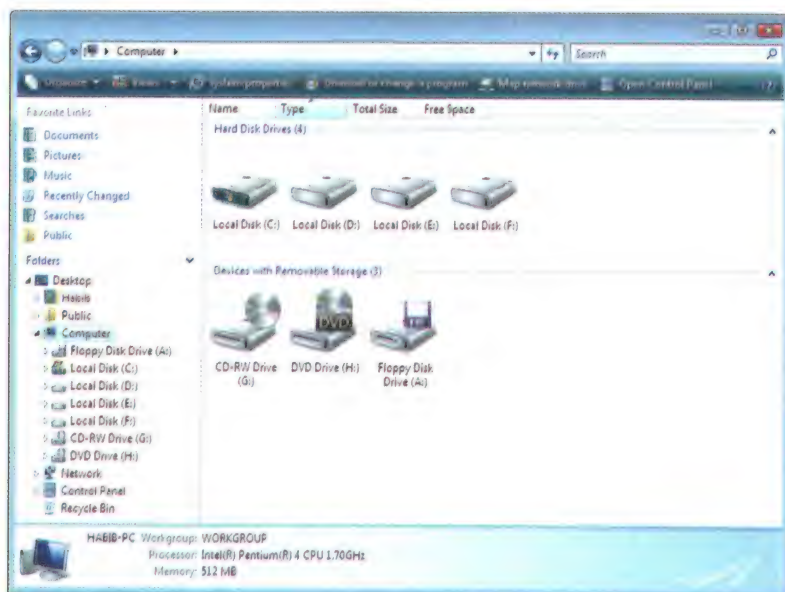 Computer
Search
Organize Views System properties Uninstall or change a program Map network drive Open Control Panel
Favorite Links
Documents
Pictures
Music
Recently Changed
Searches
Public
Folders
Desktop
Habib
Public
Computer
Floppy Disk Drive (A:)
Local Disk (C:)
Local Disk (D:)
Local Disk (E:)
Local Disk (F:)
CD-RW Drive (G:)
DVD Drive (H:)
Network
Control Panel
Recycle Bin
Name Type Total Size Free Space
Hard Disk Drives (4)
Local Disk (C:) Local Disk (D:) Local Disk (E:) Local Disk (F:)
Devices with Removable Storage (3)
DVD
CD-RW Drive DVD Drive (H:) Floppy Disk
(G:) Drive (A:)
HABIB-PC Workgroup: WORKGROUP
Processor: Intel(R) Pentium(R) 4 CPU 1.70GHz
Memory: 512 MB